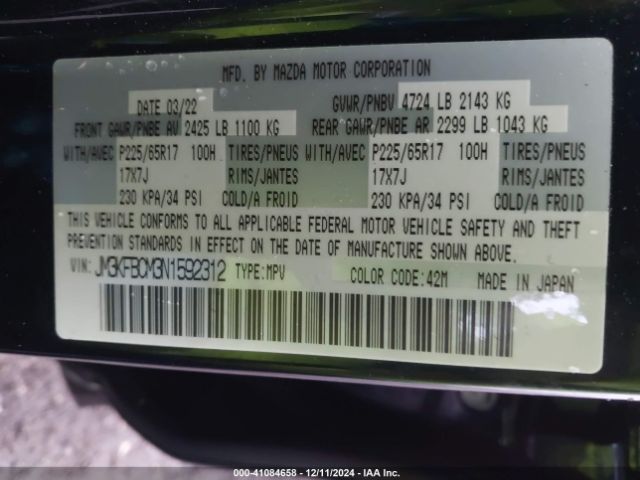 MFD. BY MAZDA MOTOR CORPORATION
DATE 03/22 GVWR/PNBV 4724 LB 2143 KG
FRONT GAWR/PNBE AV 2425 LB 1100 KG REAR GAWR/PNBE AR 2299 LB 1043 KG
WITH/AVEC P225/65R17 100H TIRES/PNEUS WITH/AVEC P225/65R17 100H TIRES/PNEUS
17X7J RIMS/JANTES 17X7J RIMS/JANTES
230 KPA/34 PSI COLD/A FROID 230 KPA/34 PSI COLD/A FROID
THIS VEHICLE CONFORMS TO ALL APPLICABLE FEDERAL MOTOR VEHICLE SAFETY AND THEFT
PREVENTION STANDARDS IN EFFECT ON THE DATE OF MANUFACTURE SHOWN ABOVE.
VIN: JM3KFBCM3N1592312 TYPE:MPV COLOR CODE:42M MADE IN JAPAN
000-41084658 - 12/11/2024 - IAA Inc.